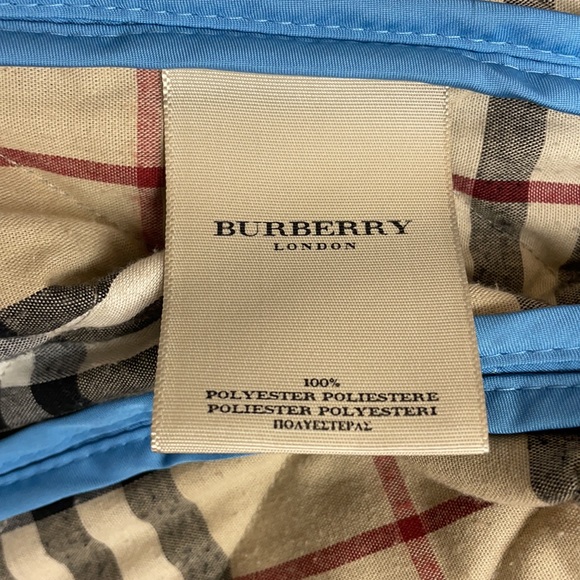 BURBERRY
LONDON
100%
POLYESTER POLIESTERE
POLIESTER POLYESTERI
ΠΟΛΥΕΣΤΕΡΑΣ